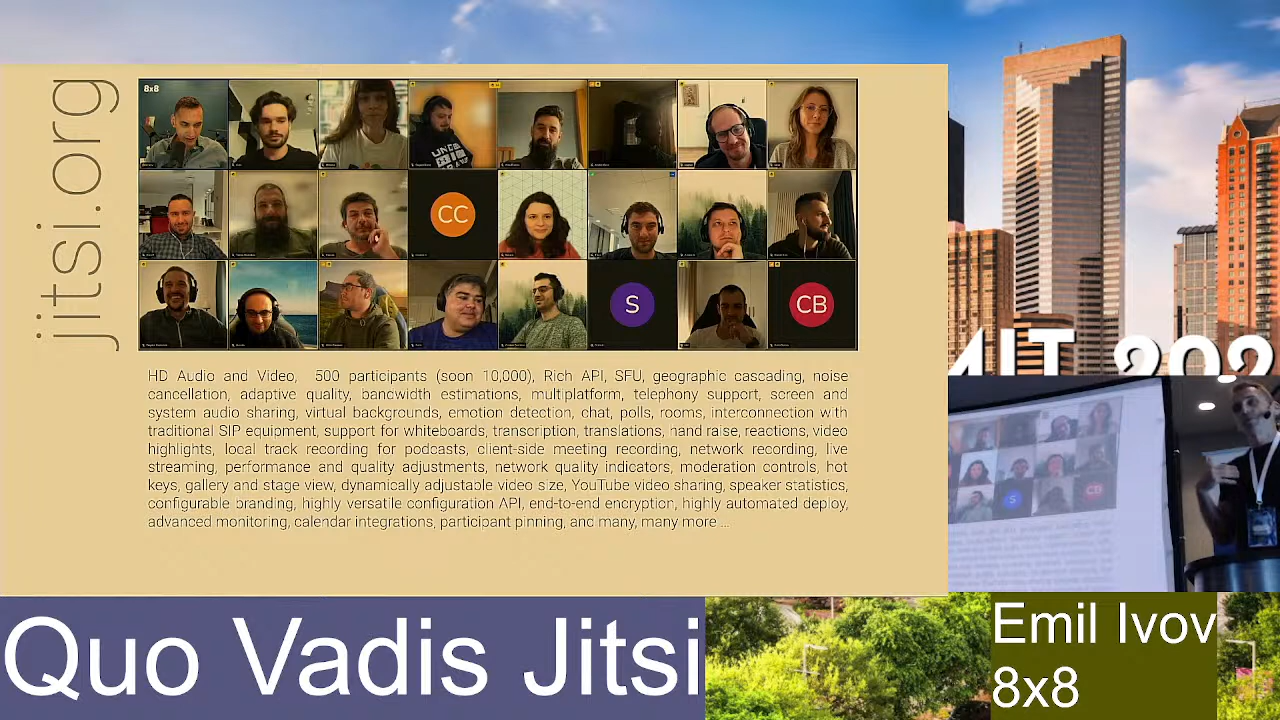 jitsi.org
8x8
CC
S
CB
HD Audio and Video, 500 participants (soon 10,000), Rich API, SFU, geographic cascading, noise
cancellation, adaptive quality, bandwidth estimations, multiplatform, telephony support, screen and
system audio sharing, virtual backgrounds, emotion detection, chat, polls, rooms, interconnection with
traditional SIP equipment, support for whiteboards, transcription, translations, hand raise, reactions, video
highlights, local track recording for podcasts, client-side meeting recording, network recording, live
streaming, performance and quality adjustments, network quality indicators, moderation controls, hot
keys, gallery and stage view, dynamically adjustable video size, YouTube video sharing, speaker statistics,
configurable branding, highly versatile configuration API, end-to-end encryption, highly automated deploy,
advanced monitoring, calendar integrations, participant pinning, and many, many more ...
MIT 202
S
CB
Quo Vadis Jitsi
Emil Ivov
8x8